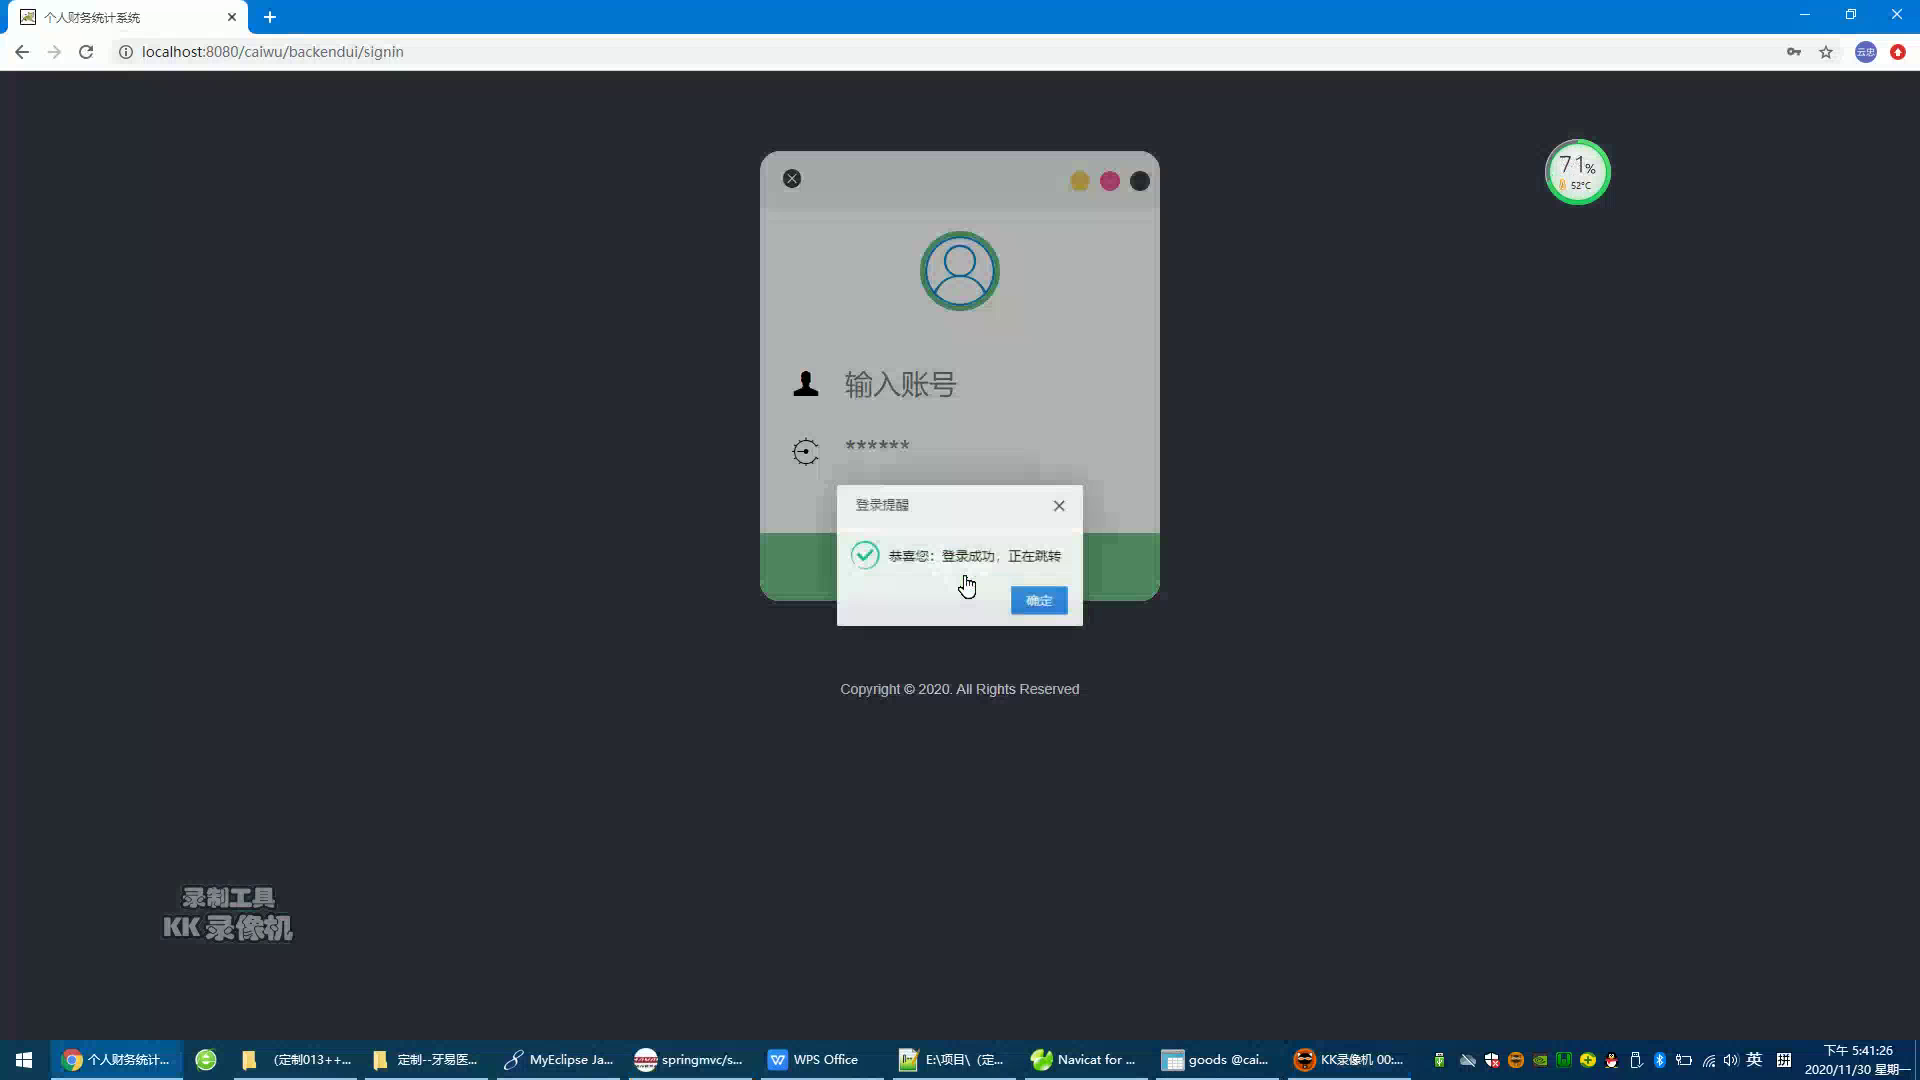 个人财务统计系统
localhost:8080/caiwu/backendui/signin
云忠
71%
52°C
输入账号
******
登录提醒
恭喜您：登录成功，正在跳转
确定
Copyright © 2020. All Rights Reserved
录制工具
KK 录像机
个人财务统计...
(定制013++...
定制--牙易医...
MyEclipse Ja...
springmvc/s...
WPS Office
E:\项目\（定...
Navicat for ...
goods @cai...
KK录像机 00:...
英
拼
下午 5:41:26
2020/11/30 星期一